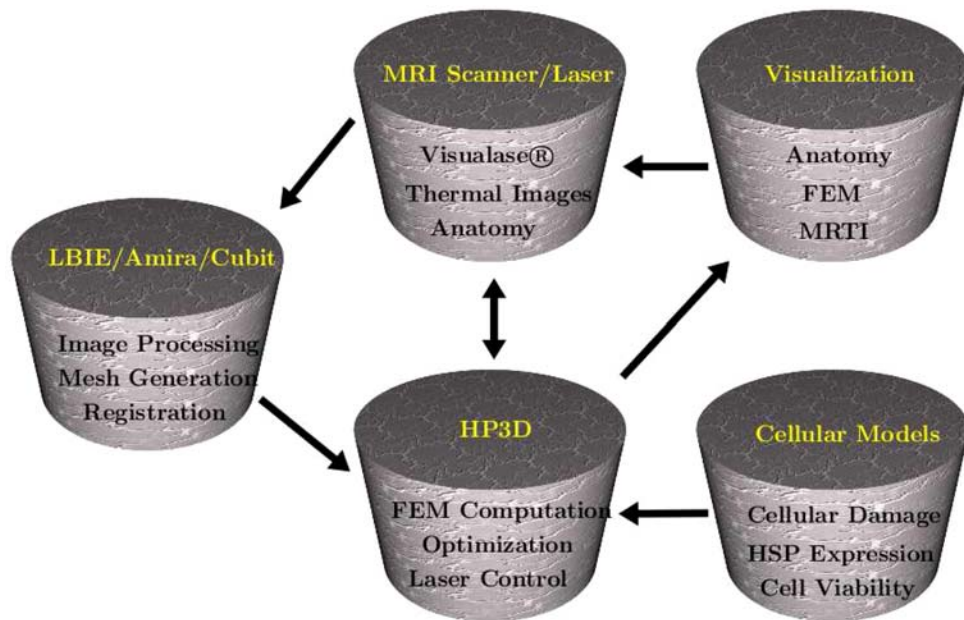 MRI Scanner/Laser
Visualase®
Thermal Images
Anatomy
Visualization
Anatomy
FEM
MRTI
LBIE/Amira/Cubit
Image Processing
Mesh Generation
Registration
HP3D
FEM Computation
Optimization
Laser Control
Cellular Models
Cellular Damage
HSP Expression
Cell Viability